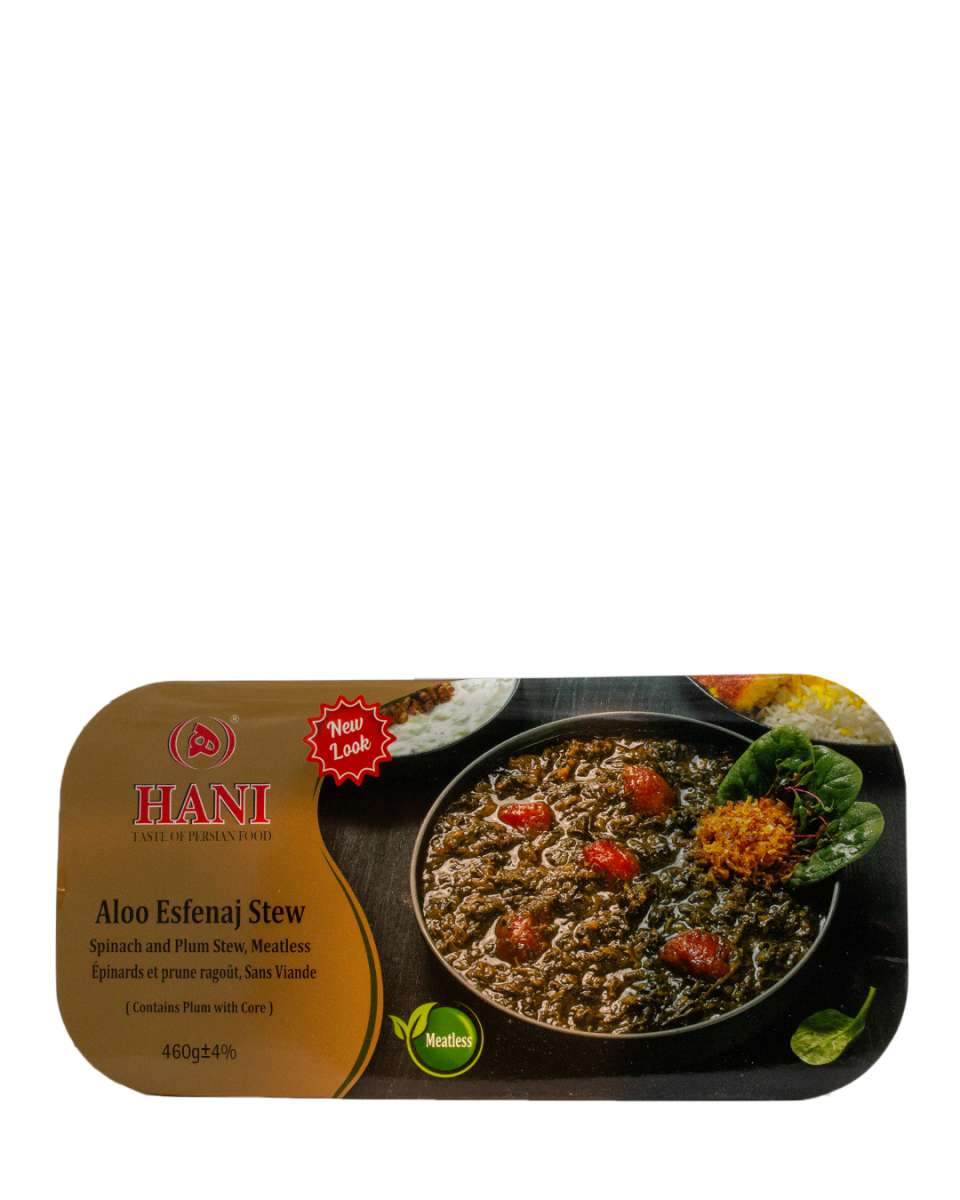 ®
HANI
TASTE OF PERSIAN FOOD
New
Look
Aloo Esfenaj Stew
Spinach and Plum Stew, Meatless
Épinards et prune ragoût, Sans Viande
( Contains Plum with Core )
460g±4%
Meatless